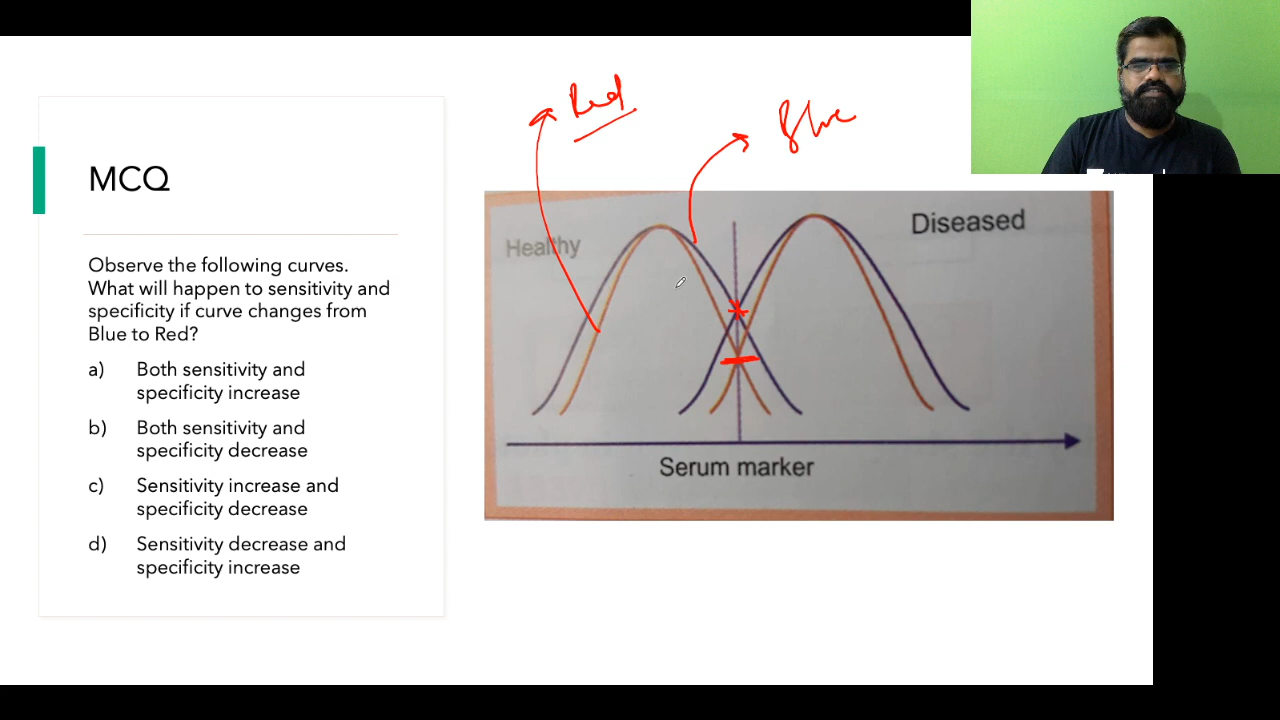 MCQ
Observe the following curves.
What will happen to sensitivity and
specificity if curve changes from
Blue to Red?
a) Both sensitivity and
specificity increase
b) Both sensitivity and
specificity decrease
c) Sensitivity increase and
specificity decrease
d) Sensitivity decrease and
specificity increase
Red
Blue
Healthy
Diseased
Serum marker